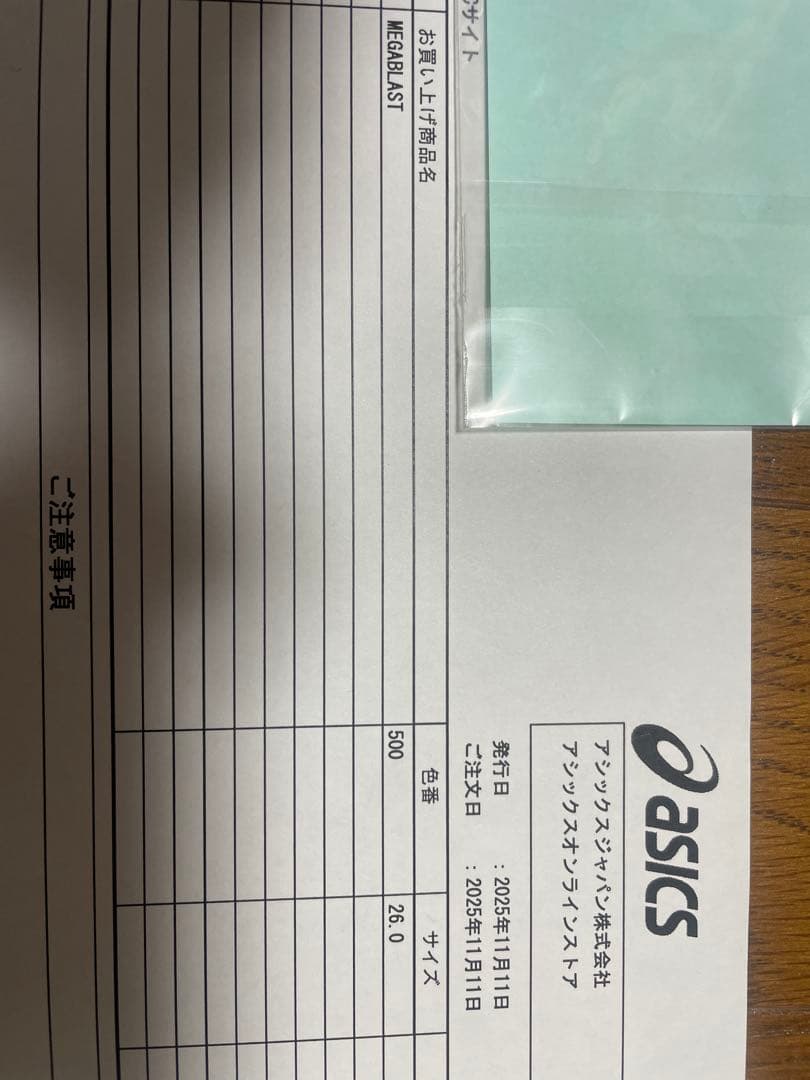 asics
アシックスジャパン株式会社
アシックスオンラインストア
発行日 : 2025年11月11日
ご注文日 : 2025年11月11日
サイト
お買い上げ商品名 色番 サイズ
MEGABLAST 500 26.0
ご注意事項